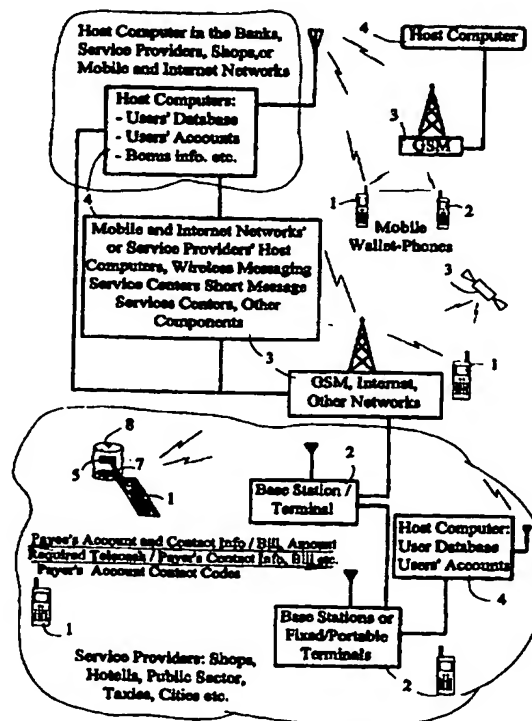 Host Computer in the Banks,
Service Providers, Shops, or
Mobile and Internet Networks
Host Computers:
- Users' Database
- Users' Accounts
- Bonus info. etc.
4
4
Host Computer
3
GSM
1
2
Mobile
Wallet-Phones
Mobile and Internet Networks'
or Service Providers' Host
Computers, Wireless Messaging
Service Centers Short Message
Services Centers, Other
Components
3
3
1
GSM, Internet,
Other Networks
8
5
7
1
2
Base Station /
Terminal
Payee's Account and Contact Info / Bill, Amount
Required Telecash / Payer's Contact Info, Bill etc.
Payer's Account Contact Codes
Host Computer:
User Database
Users' Accounts
4
1
Base Stations or
Fixed/Portable
Terminals
2
Service Providers: Shops,
Hotells, Public Sector,
Taxies, Cities etc.